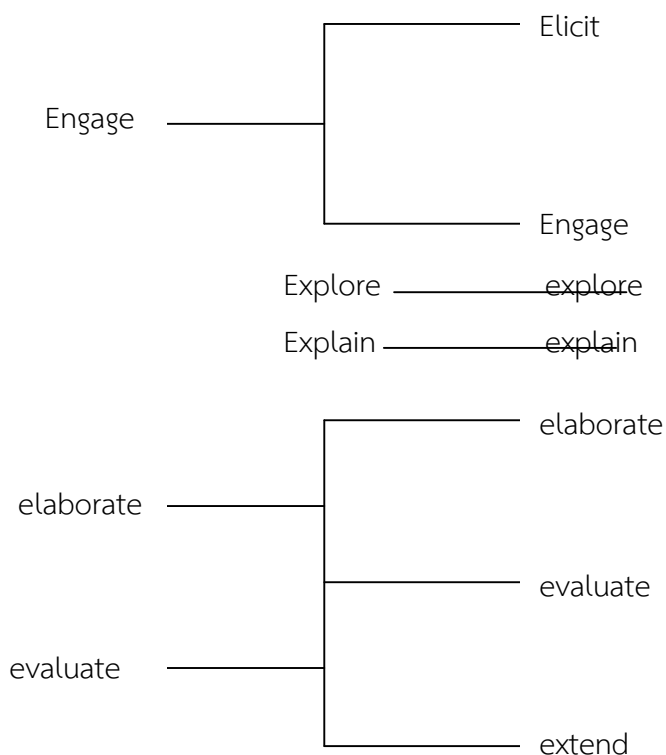 Elicit
Engage
Engage
Explore explore
Explain explain
elaborate
elaborate
evaluate
evaluate
extend